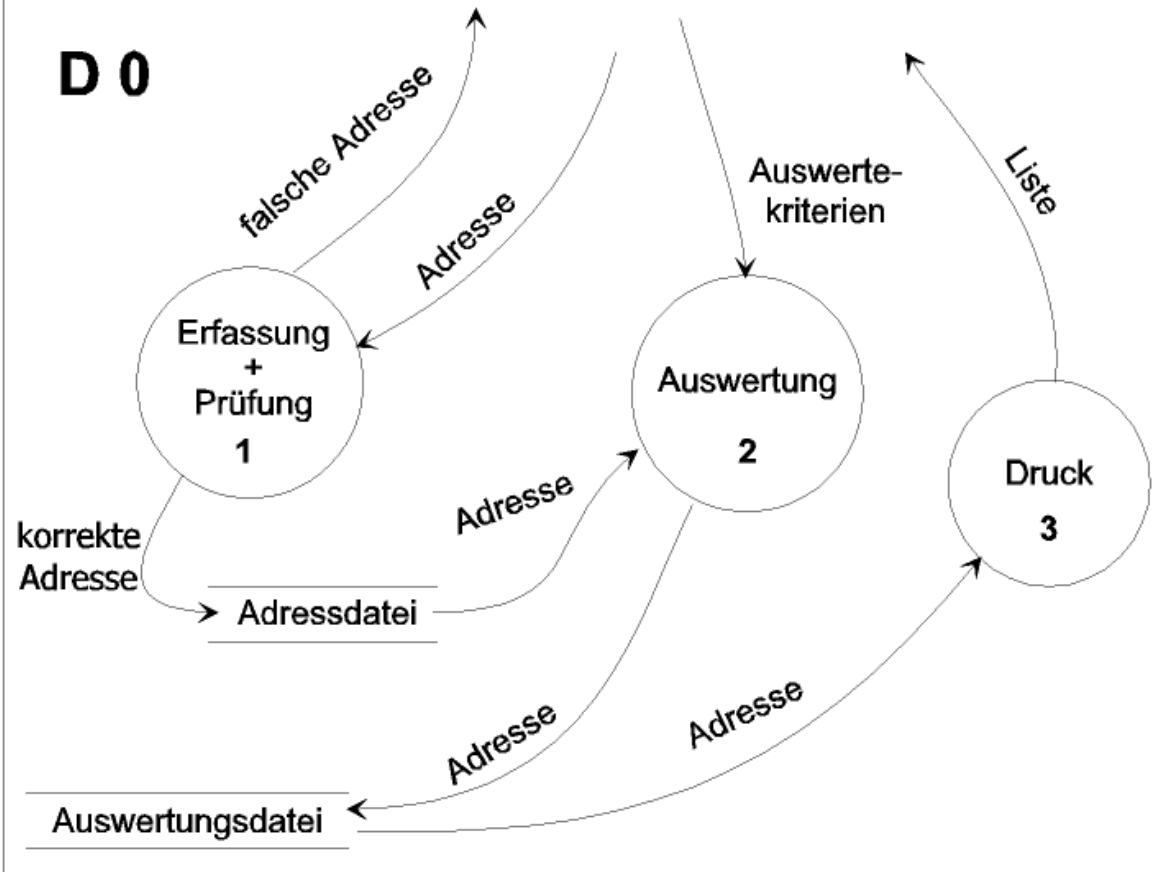 D 0
falsche Adresse
Adresse
Auswerte-
kriterien
Liste
Erfassung
+
Prüfung
1
Auswertung
2
Druck
3
korrekte
Adresse
Adresse
Adressdatei
Adresse
Adresse
Auswertungsdatei